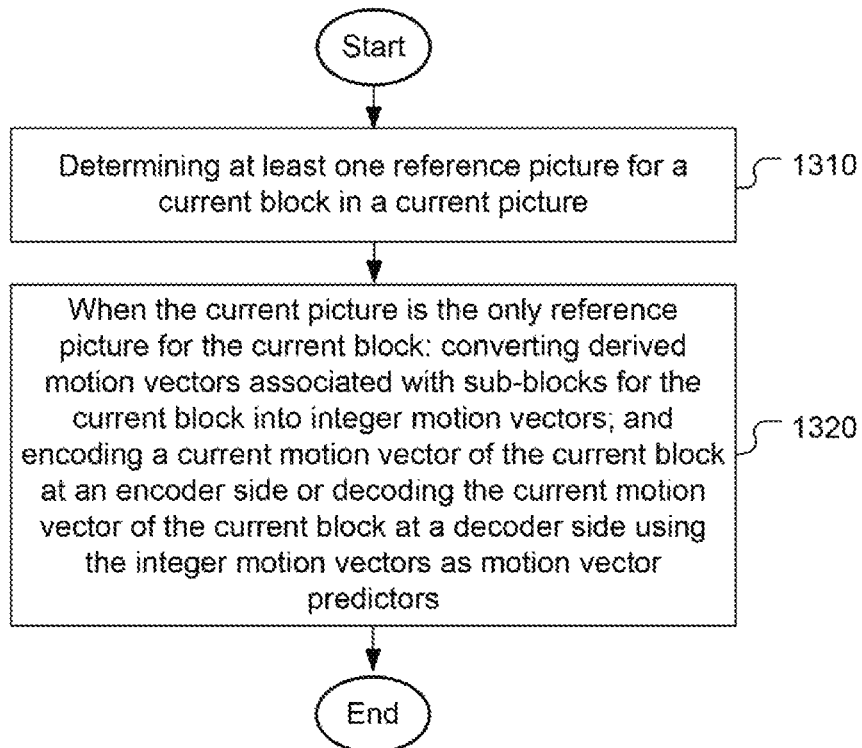 Start
Determining at least one reference picture for a
current block in a current picture
1310
When the current picture is the only reference
picture for the current block: converting derived
motion vectors associated with sub-blocks for the
current block into integer motion vectors; and
encoding a current motion vector of the current block
at an encoder side or decoding the current motion
vector of the current block at a decoder side using
the integer motion vectors as motion vector
predictors
1320
End